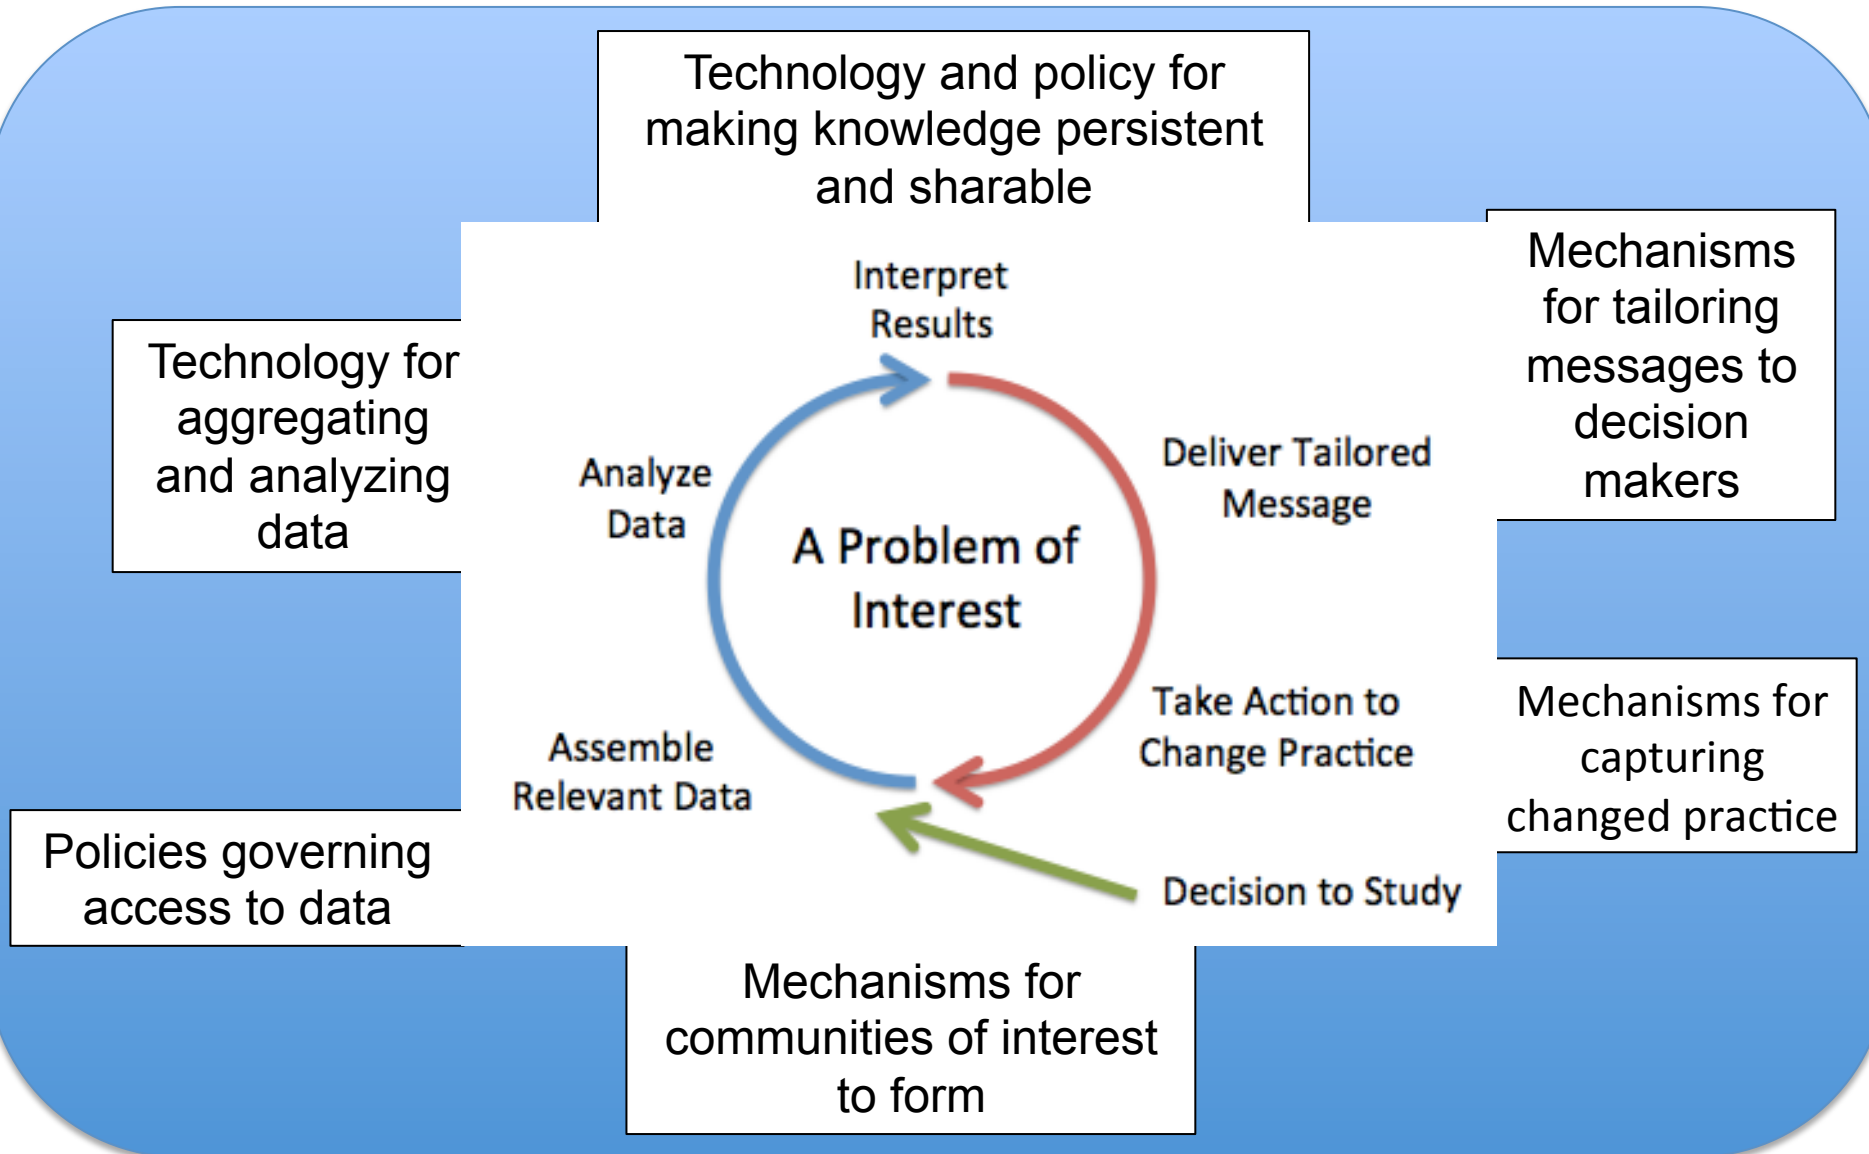 Technology and policy for
making knowledge persistent
and sharable
Mechanisms
for tailoring
messages to
decision
makers
Technology for
aggregating
and analyzing
data
Interpret
Results
Deliver Tailored
Message
Analyze
Data
A Problem of
Interest
Take Action to
Change Practice
Assemble
Relevant Data
Decision to Study
Mechanisms for
capturing
changed practice
Policies governing
access to data
Mechanisms for
communities of interest
to form